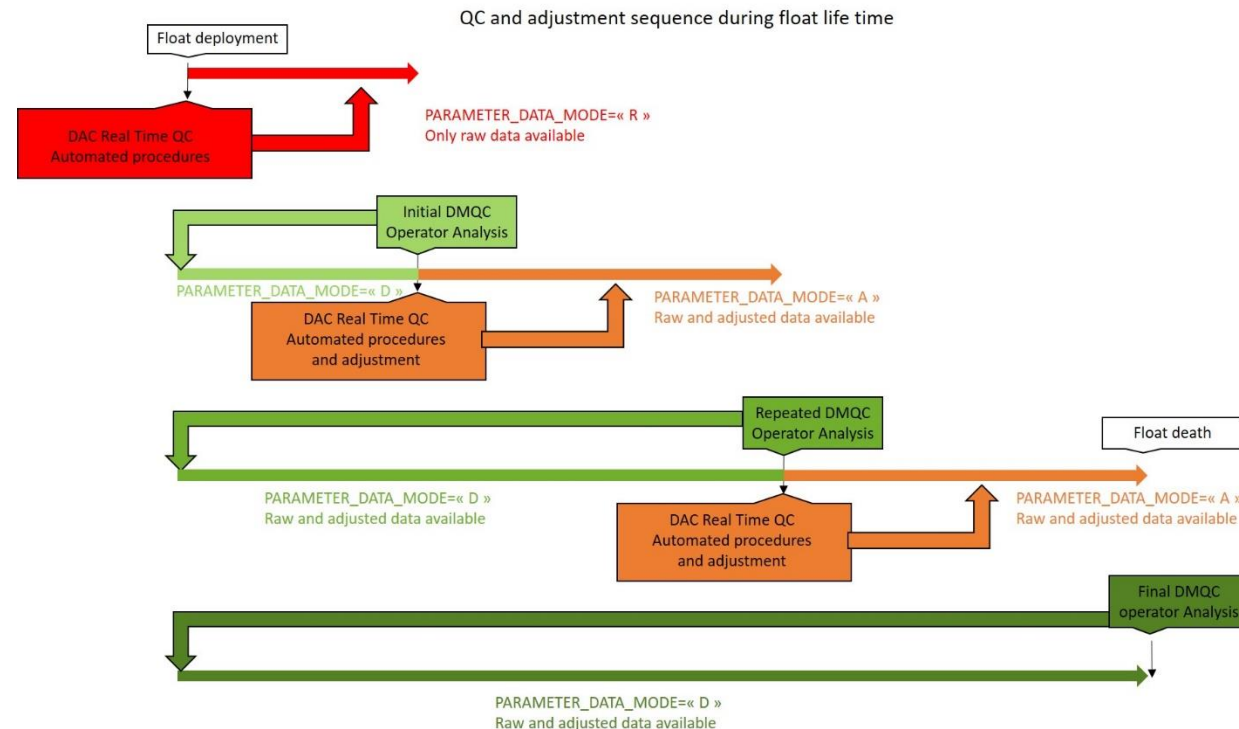 QC and adjustment sequence during float life time
Float deployment
PARAMETER_DATA_MODE=« R »
Only raw data available
DAC Real Time QC
Automated procedures
Initial DMQC
Operator Analysis
PARAMETER_DATA_MODE=« D »
PARAMETER_DATA_MODE=« A »
Raw and adjusted data available
DAC Real Time QC
Automated procedures
and adjustment
Repeated DMQC
Operator Analysis
Float death
PARAMETER_DATA_MODE=« D »
Raw and adjusted data available
PARAMETER_DATA_MODE=« A »
Raw and adjusted data available
DAC Real Time QC
Automated procedures
and adjustment
Final DMQC
operator Analysis
PARAMETER_DATA_MODE=« D »
Raw and adjusted data available